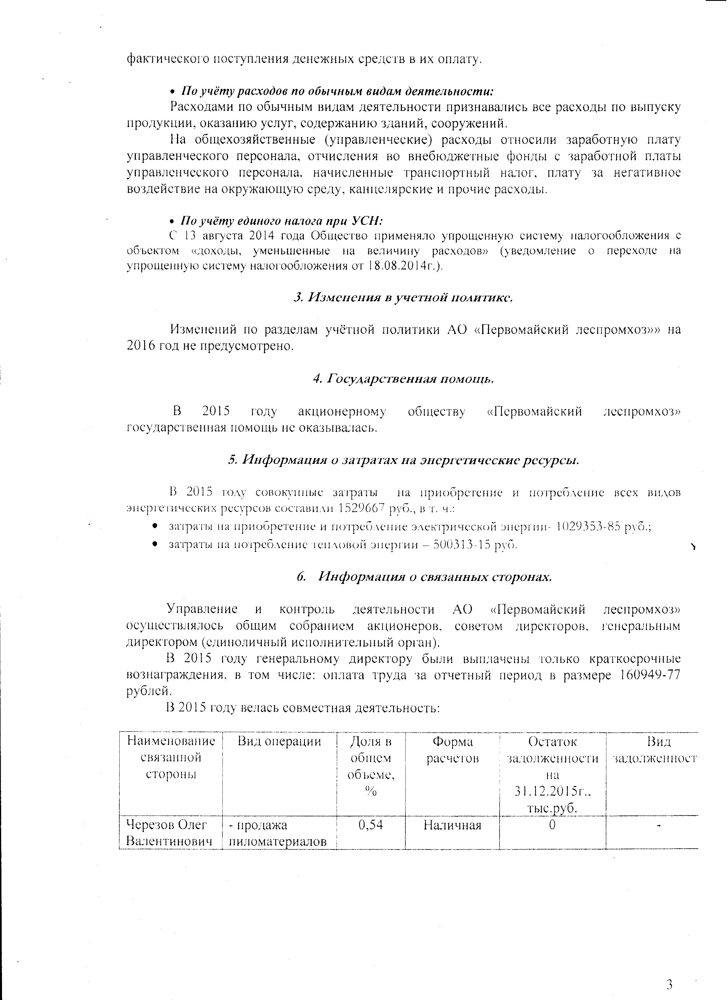 фактического поступления денежных средств в их оплату.
• По учёту расходов по обычным видам деятельности:
Расходами по обычным видам деятельности признавались все расходы по выпуску
продукции, оказанию услуг, содержанию зданий, сооружений.
На общехозяйственные (управленческие) расходы относили заработную плату
управленческого персонала, отчисления во внебюджетные фонды с заработной платы
управленческого персонала, начисленные транспортный налог, плату за негативное
воздействие на окружающую среду, канцелярские и прочие расходы.
• По учёту единого налога при УСН:
С 13 августа 2014 года Общество применяло упрощенную систему налогообложения с
объектом «доходы, уменьшенные на величину расходов» (уведомление о переходе на
упрощенную систему налогообложения от 18.08.2014г.).
3. Изменения в учетной политике.
Изменений по разделам учётной политики АО «Первомайский леспромхоз»» на
2016 год не предусмотрено.
4. Государственная помощь.
В 2015 году акционерному обществу «Первомайский леспромхоз»
государственная помощь не оказывалась.
5. Информация о затратах на энергетические ресурсы.
В 2015 году совокупные затраты на приобретение и потребление всех видов
энергетических ресурсов составили 1529667 руб., в т. ч.:
• затраты на приобретение и потребление электрической энергии- 1029353-85 руб.;
• затраты на потребление тепловой энергии – 500313-15 руб.
6. Информация о связанных сторонах.
Управление и контроль деятельности АО «Первомайский леспромхоз»
осуществлялось общим собранием акционеров, советом директоров, генеральным
директором (единоличный исполнительный орган).
В 2015 году генеральному директору были выплачены только краткосрочные
вознаграждения, в том числе: оплата труда за отчетный период в размере 160949-77
рублей.
В 2015 году велась совместная деятельность:
Наименование связанной стороны | Вид операции | Доля в общем объеме, % | Форма расчетов | Остаток задолженности на 31.12.2015г.. тыс.руб. | Вид задолженност
Черезов Олег Валентинович | - продажа пиломатериалов | 0,54 | Наличная | 0 | -
3